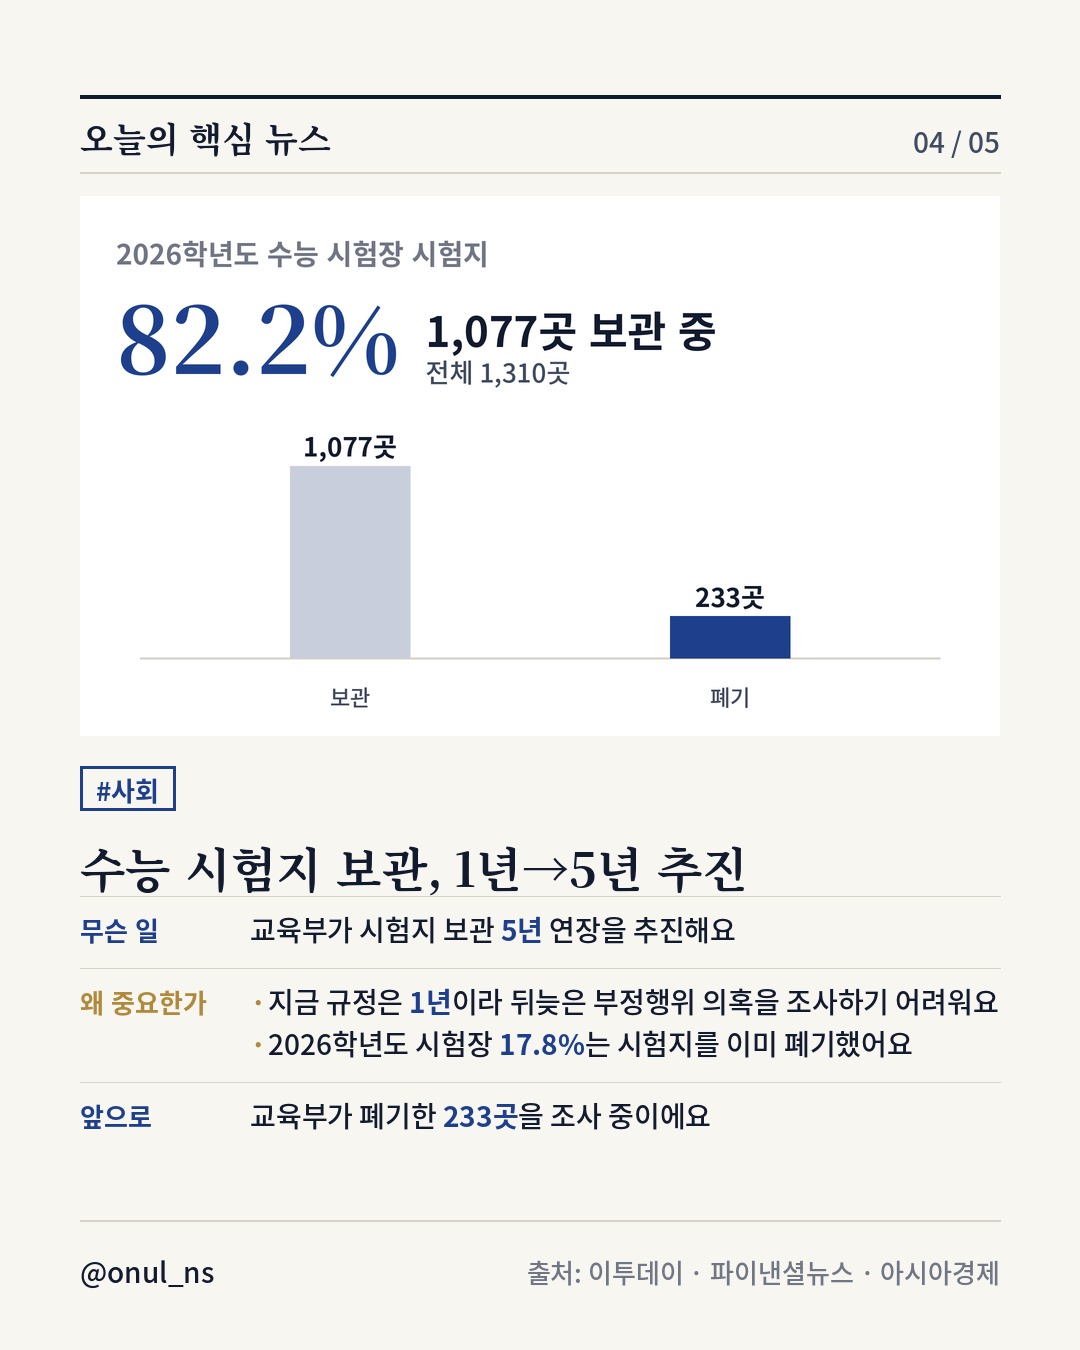 오늘의 핵심 뉴스
04 / 05
2026학년도 수능 시험장 시험지
82.2%
1,077곳 보관 중
전체 1,310곳
1,077곳
233곳
보관
폐기
#사회
수능 시험지 보관, 1년→5년 추진
무슨 일
교육부가 시험지 보관 5년 연장을 추진해요
왜 중요한가
· 지금 규정은 1년이라 뒤늦은 부정행위 의혹을 조사하기 어려워요
· 2026학년도 시험장 17.8%는 시험지를 이미 폐기했어요
앞으로
교육부가 폐기한 233곳을 조사 중이에요
@onul_ns
출처: 이투데이 · 파이낸셜뉴스 · 아시아경제